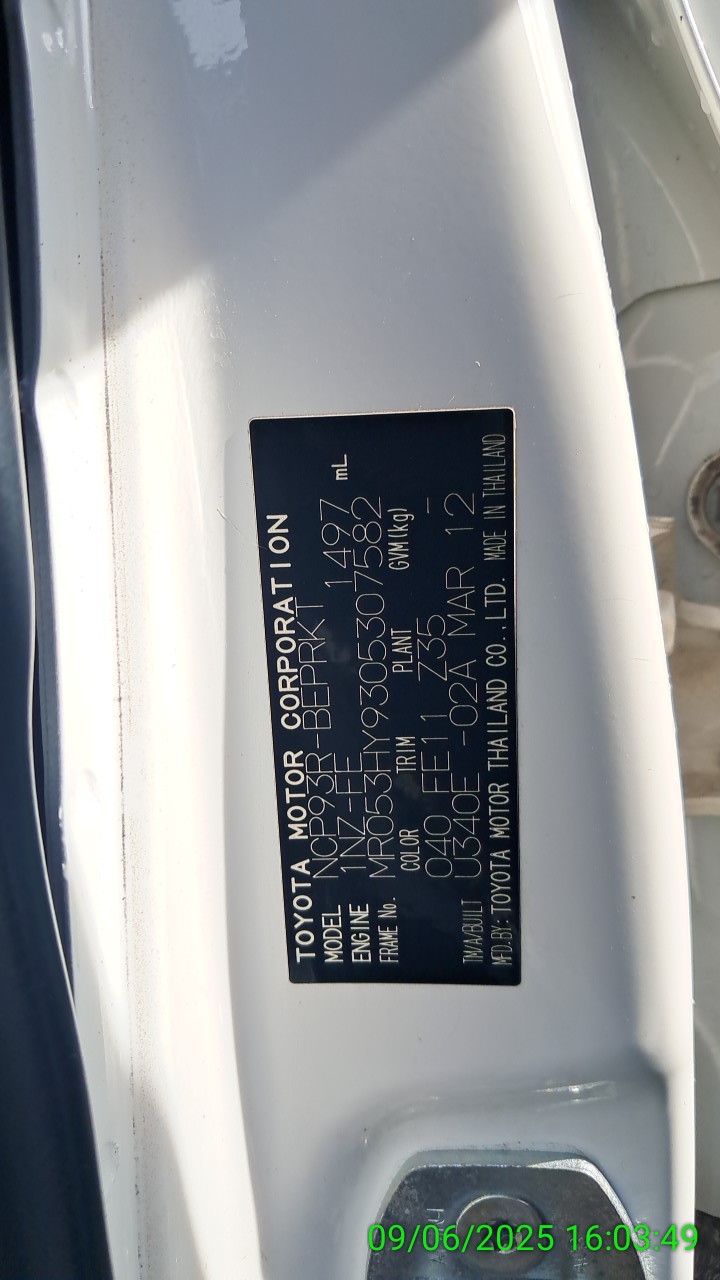 TOYOTA MOTOR CORPORATION
MODEL NCP93R-BEPRKT
ENGINE 1NZ-FE 1497 mL
FRAME No. MR053HY9305307582
COLOR TRIM PLANT GVM(kg)
040 FE11 Z35 -
TM/A/BUILT U340E -02A MAR 12
MFD.BY: TOYOTA MOTOR THAILAND CO., LTD. MADE IN THAILAND
09/06/2025 16:03:49